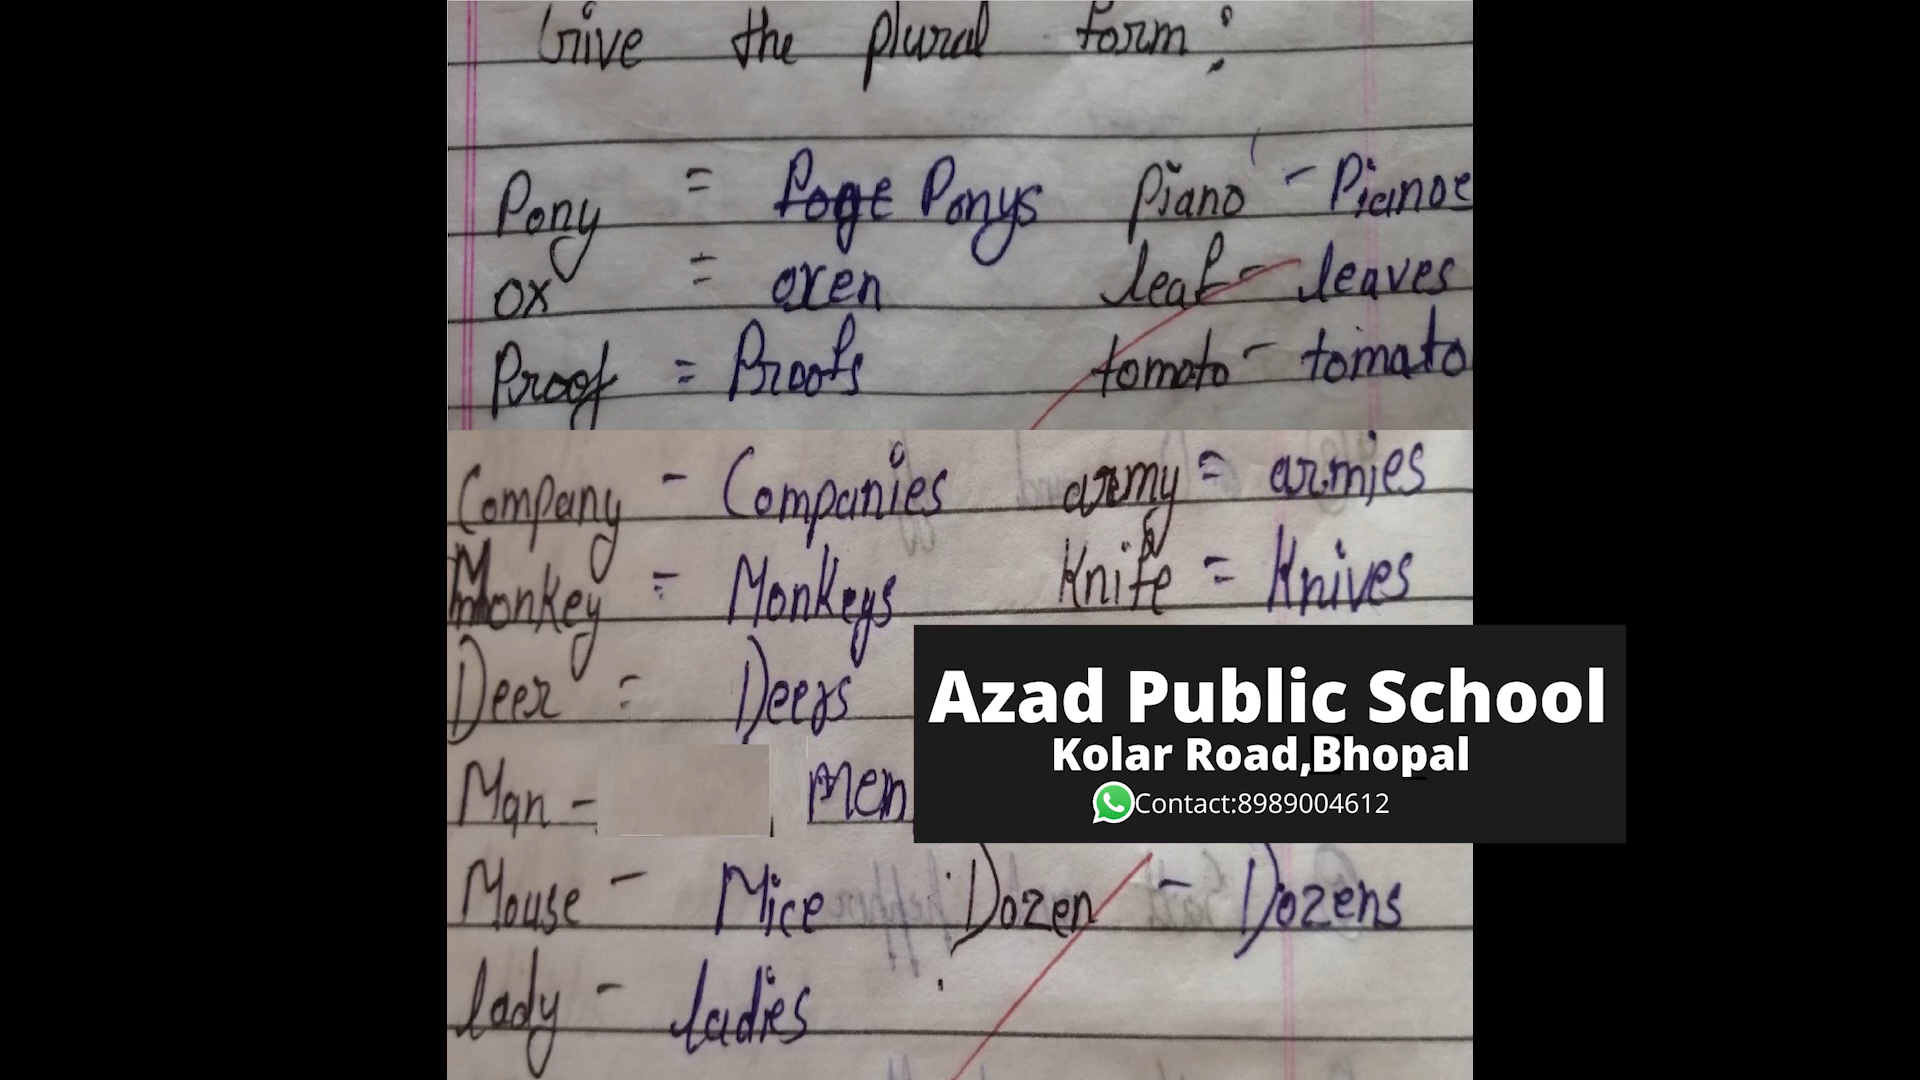 Give the plural form :
Pony = Ponys Piano - Piano
ox = oxen leaf - leaves
Proof = Proofs tomato - tomato
Company - Companies army = armies
Monkey = Monkeys Knife = Knives
Deer = Deers
Azad Public School
Kolar Road,Bhopal
Contact:8989004612
Man - men
Mouse - Mice Dozen - Dozens
lady - ladies